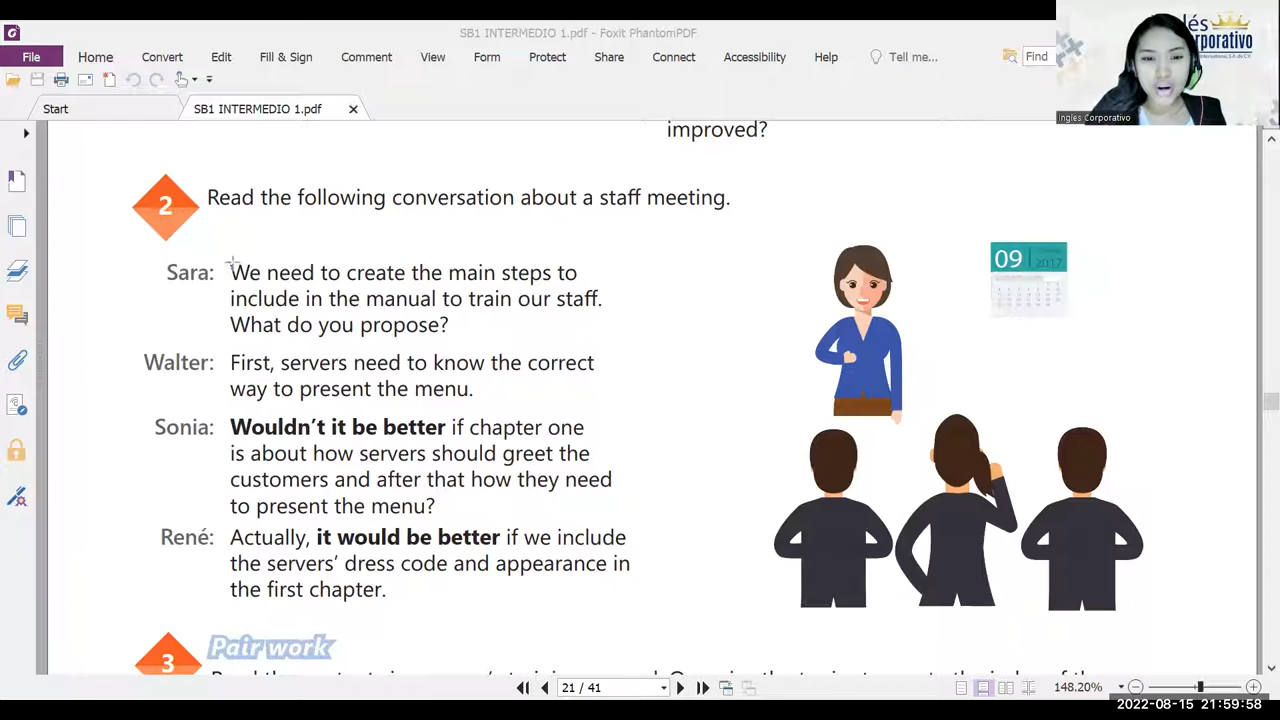 SB1 INTERMEDIO 1.pdf - Foxit PhantomPDF
File Home Convert Edit Fill & Sign Comment View Form Protect Share Connect Accessibility Help Tell me... Find
Start SB1 INTERMEDIO 1.pdf
Ingles Corporativo
improved?
2 Read the following conversation about a staff meeting.
Sara: We need to create the main steps to
include in the manual to train our staff.
What do you propose?
Walter: First, servers need to know the correct
way to present the menu.
Sonia: Wouldn't it be better if chapter one
is about how servers should greet the
customers and after that how they need
to present the menu?
René: Actually, it would be better if we include
the servers' dress code and appearance in
the first chapter.
09 2017
3 Pair work
21 / 41 148.20%
2022-08-15 21:59:58